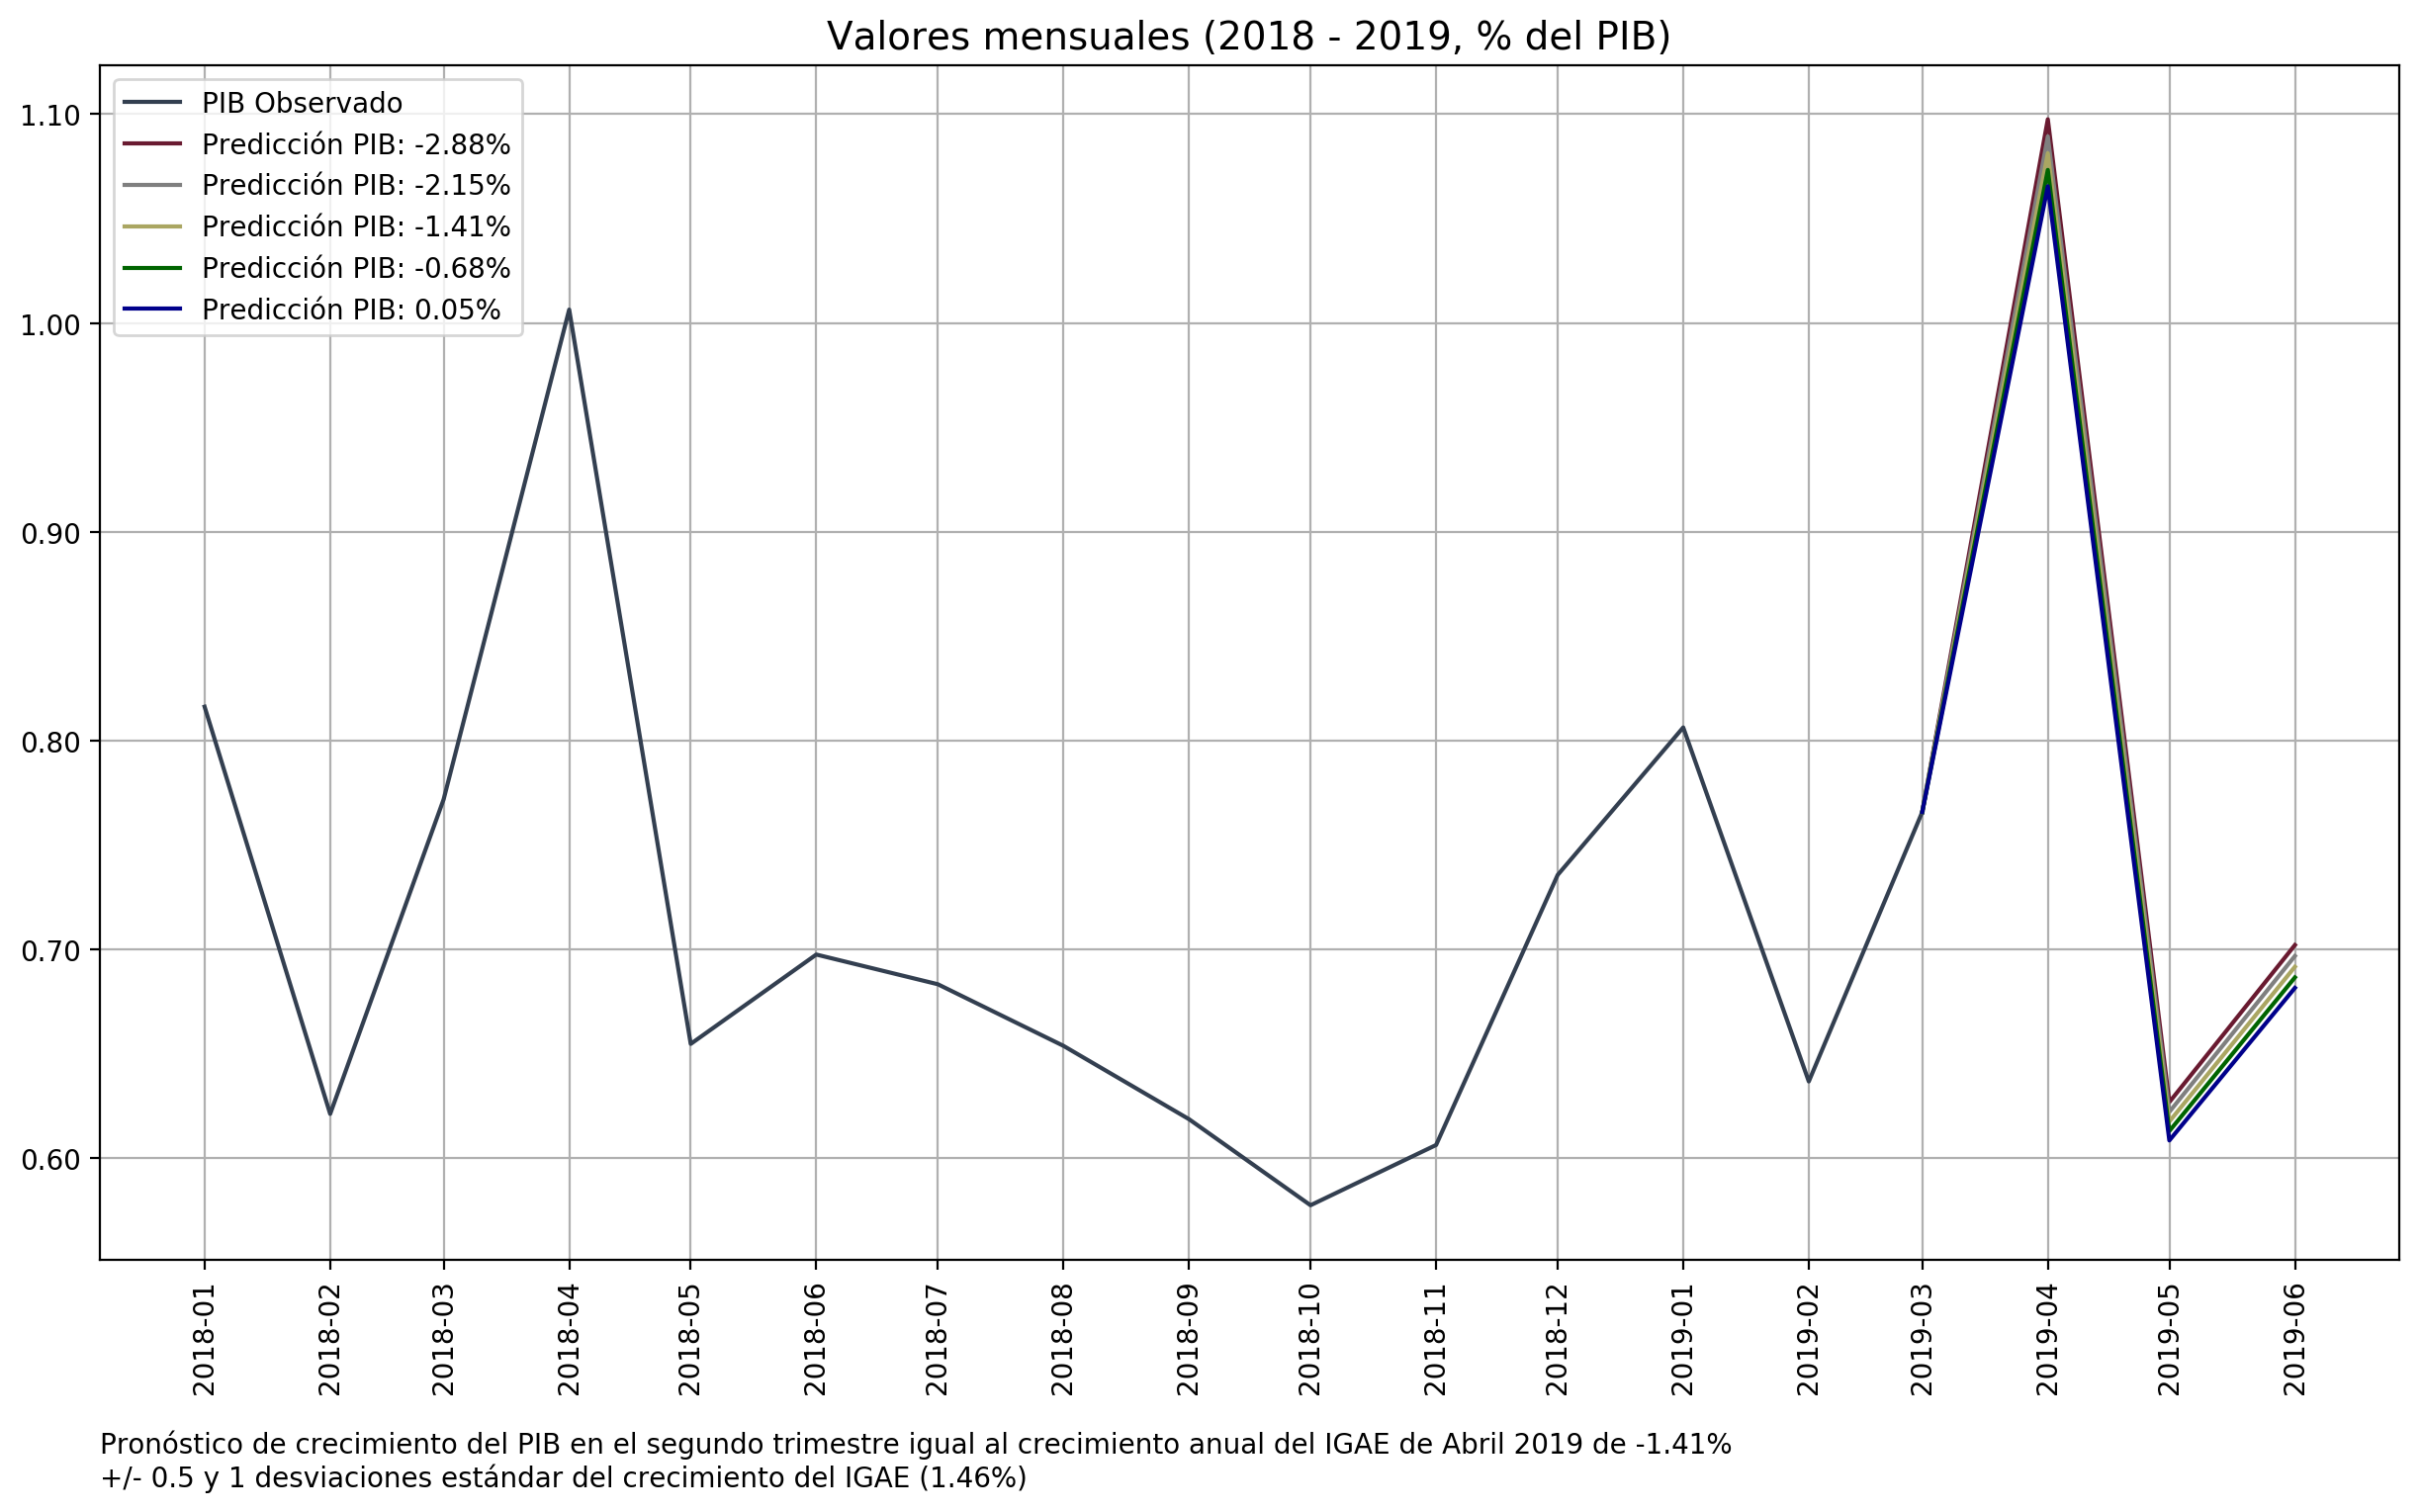 Valores mensuales (2018 - 2019, % del PIB)
PIB Observado
Predicción PIB: -2.88%
Predicción PIB: -2.15%
Predicción PIB: -1.41%
Predicción PIB: -0.68%
Predicción PIB: 0.05%
1.10
1.00
0.90
0.80
0.70
0.60
2018-01
2018-02
2018-03
2018-04
2018-05
2018-06
2018-07
2018-08
2018-09
2018-10
2018-11
2018-12
2019-01
2019-02
2019-03
2019-04
2019-05
2019-06
Pronóstico de crecimiento del PIB en el segundo trimestre igual al crecimiento anual del IGAE de Abril 2019 de -1.41%
+/- 0.5 y 1 desviaciones estándar del crecimiento del IGAE (1.46%)